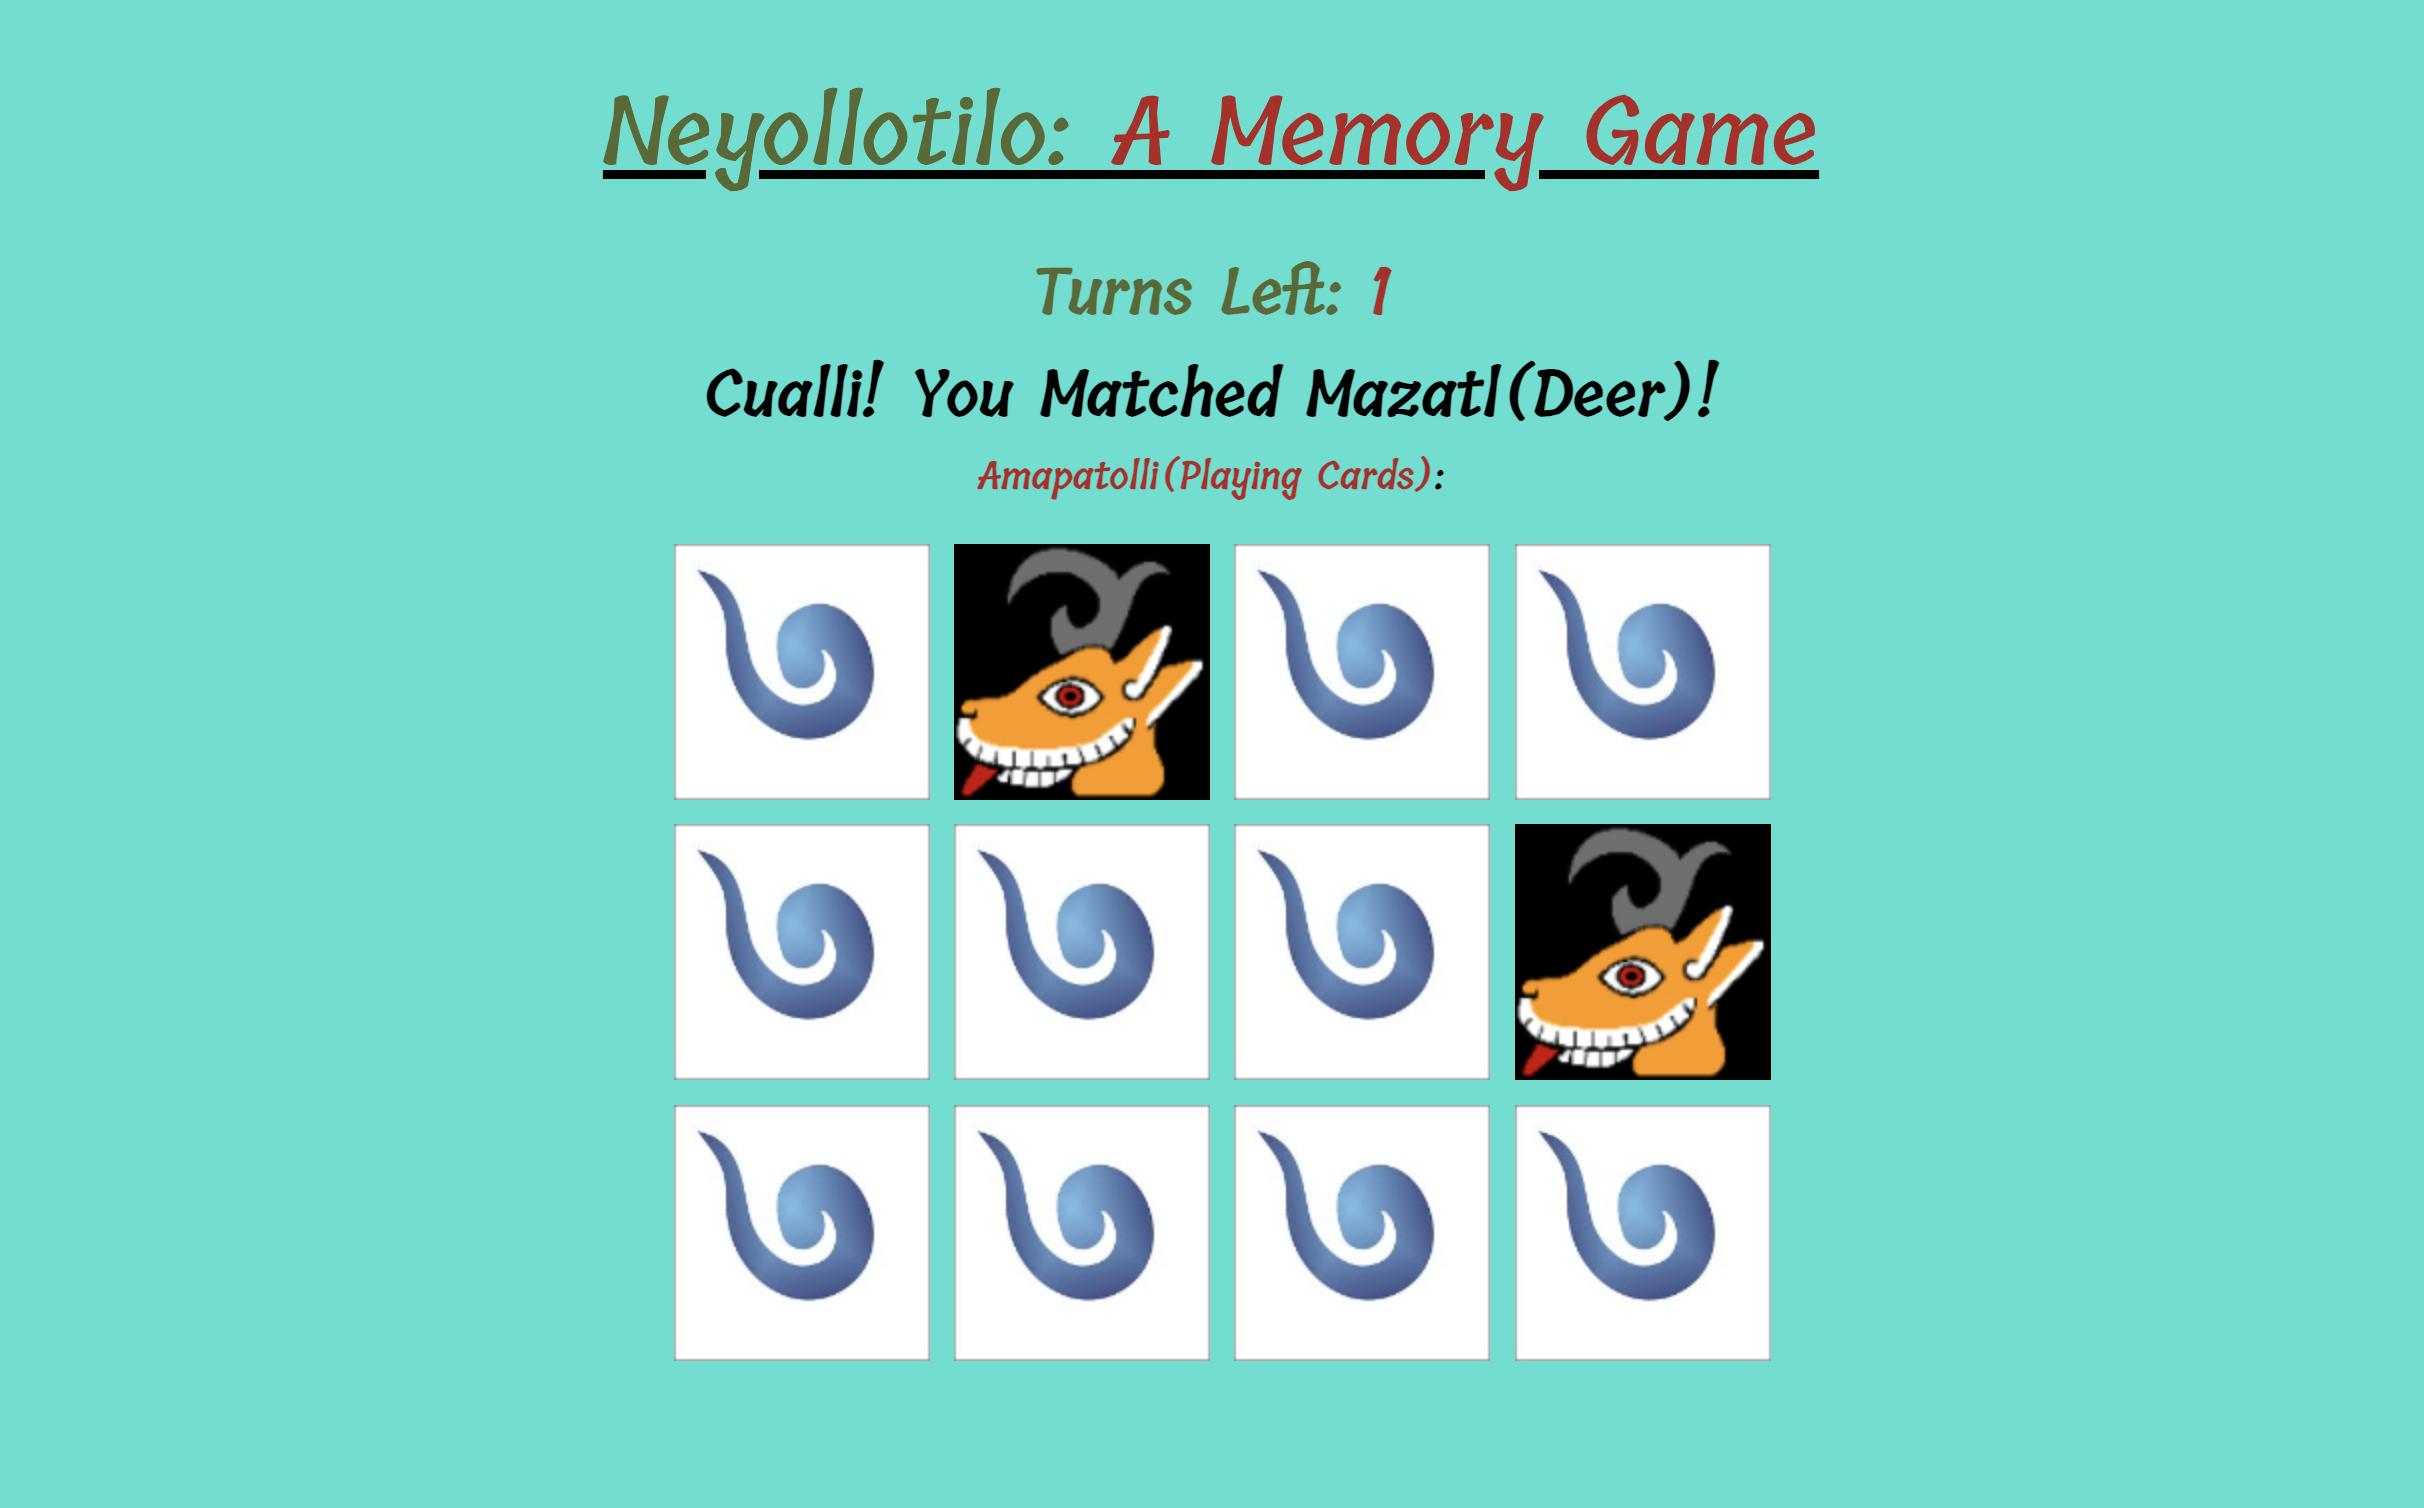 Neyollotilo: A Memory Game
Turns Left: 1
Cualli! You Matched Mazatl(Deer)!
Amapatolli(Playing Cards):